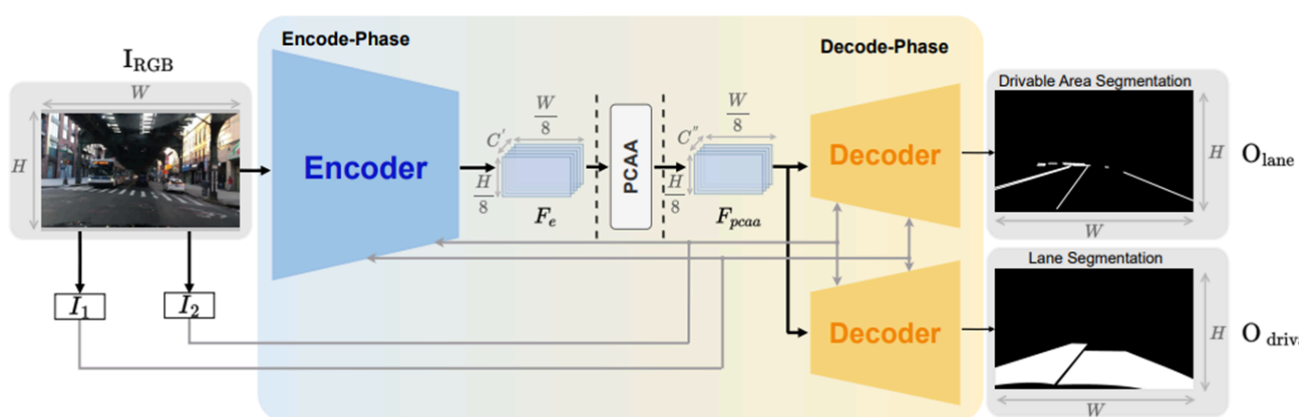 Encode-Phase
Decode-Phase
I_RGB
W
H
Encoder
C'
W/8
H/8
F_e
PCAA
C''
W/8
H/8
F_pcaa
Decoder
Drivable Area Segmentation
H
W
O_lane
I_1
I_2
Decoder
Lane Segmentation
H
W
O driva